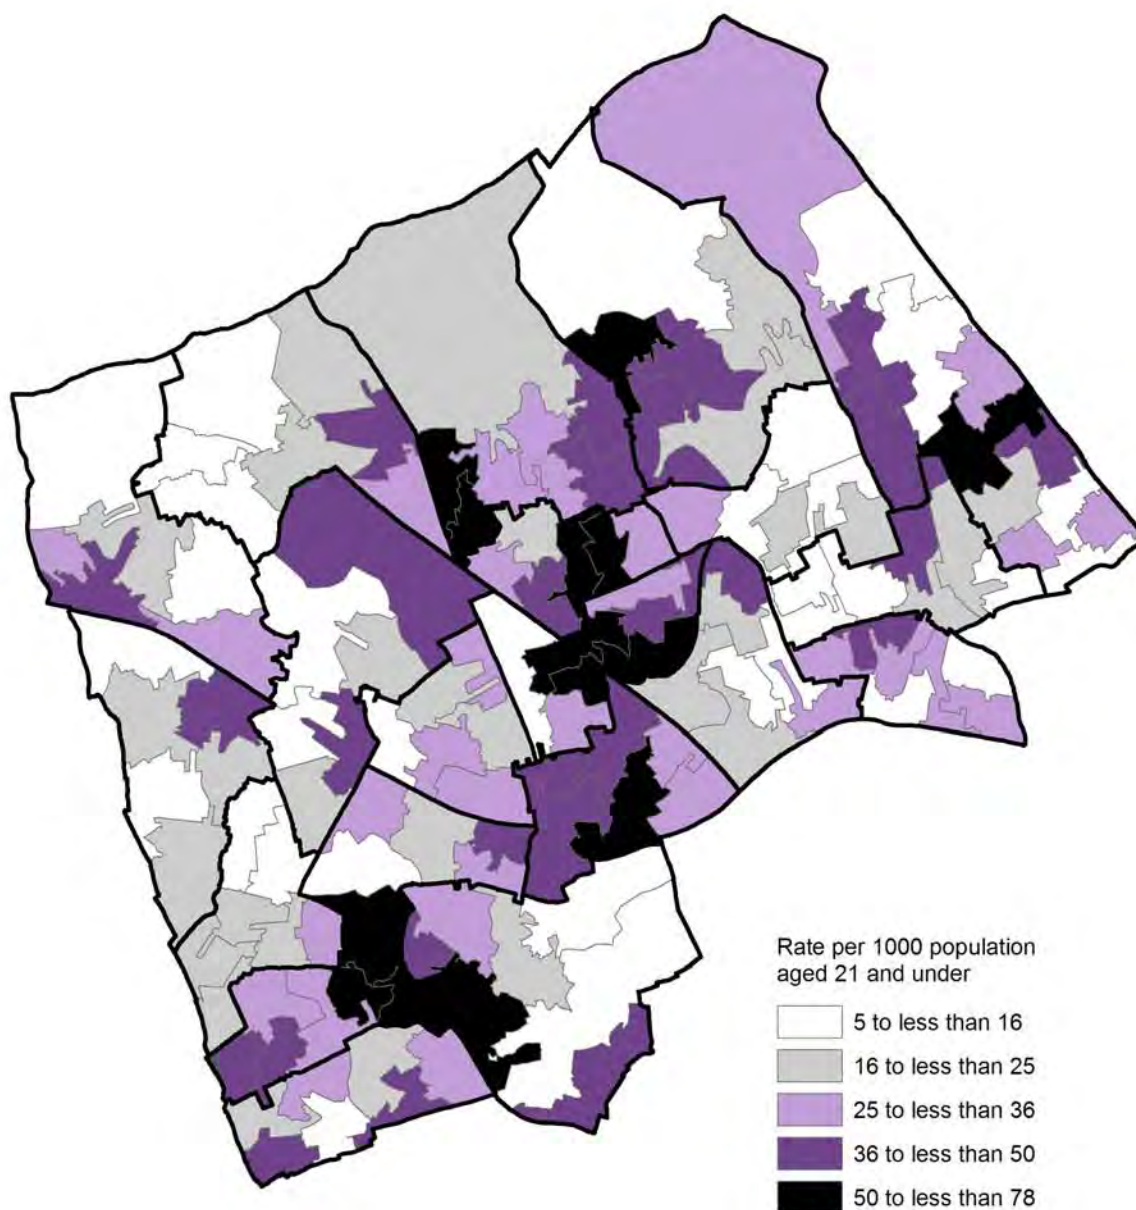 Rate per 1000 population
aged 21 and under
5 to less than 16
16 to less than 25
25 to less than 36
36 to less than 50
50 to less than 78